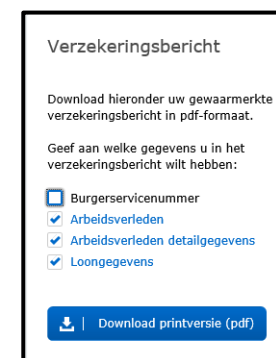 Verzekeringsbericht
Download hieronder uw gewaarmerkte
verzekeringsbericht in pdf-formaat.
Geef aan welke gegevens u in het
verzekeringsbericht wilt hebben:
Burgerservicenummer
Arbeidsverleden
Arbeidsverleden detailgegevens
Loongegevens
Download printversie (pdf)